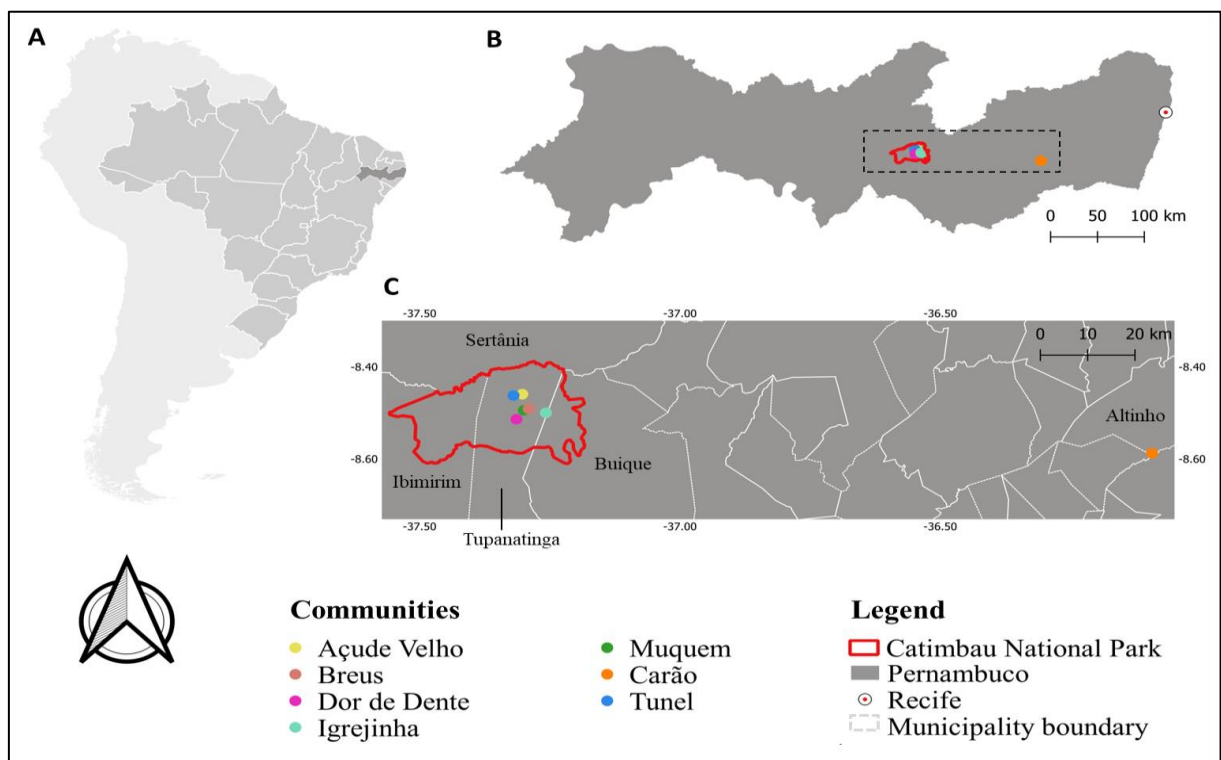 A
B
0 50 100 km
C
-37.50 -37.00 -36.50
Sertânia
0 10 20 km
-8.40 -8.40
Altinho
-8.60 Ibimirim Buique -8.60
-37.50 -37.00 -36.50
Tupanatinga
Communities
Açude Velho
Breus
Dor de Dente
Igrejinha
Muquem
Carão
Tunel
Legend
Catimbau National Park
Pernambuco
Recife
Municipality boundary